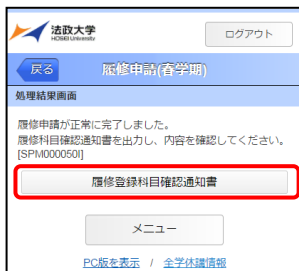 法政大学
HOSEI University
ログアウト
戻る
履修申請(春学期)
処理結果画面
履修申請が正常に完了しました。
履修科目確認通知書を出力し、内容を確認してください。
[SPM000050I]
履修登録科目確認通知書
メニュー
PC版を表示 / 全学休講情報